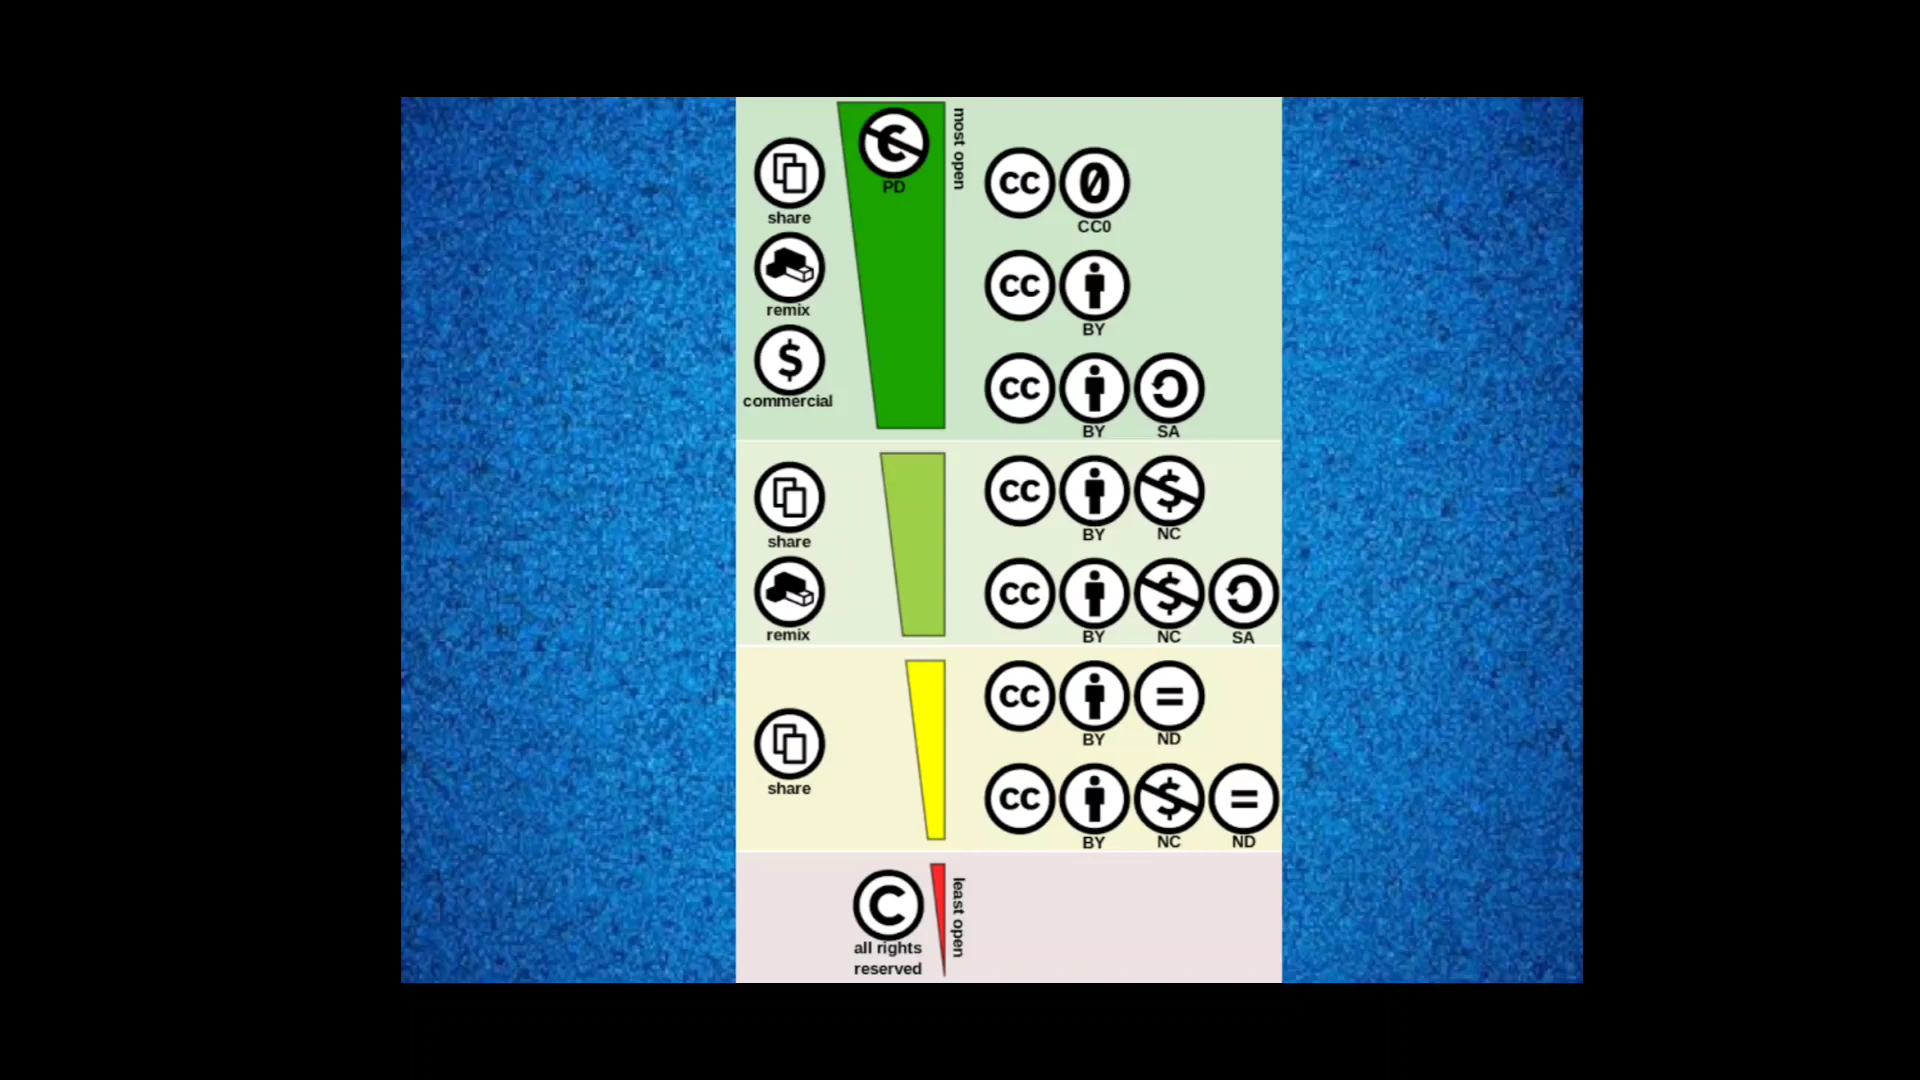 most open
PD
share
remix
commercial
cc 0
CC0
cc
BY
cc
BY SA
share
remix
cc $
BY NC
cc $
BY NC SA
share
cc =
BY ND
cc $ =
BY NC ND
C
all rights
reserved
least open